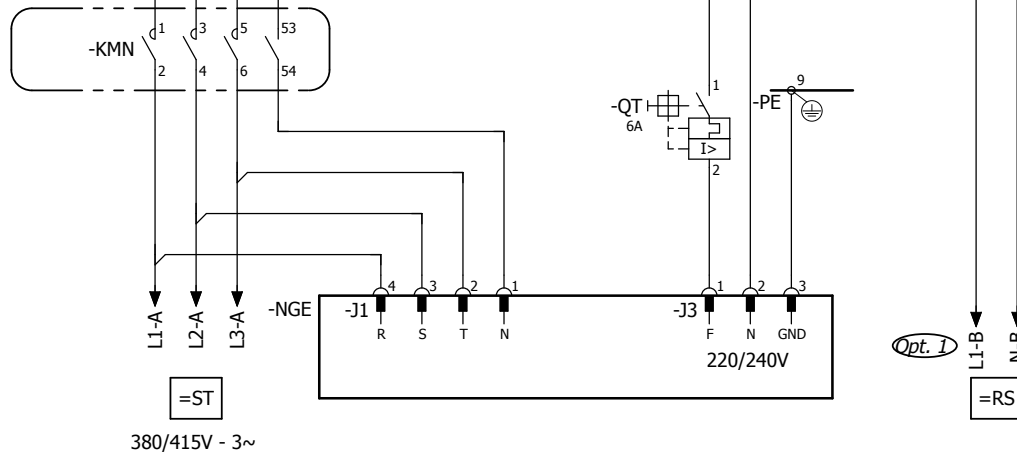 -KMN
1
3
5
53
2
4
6
54
-QT
6A
1
I>
2
-PE
9
L1-A
L2-A
L3-A
-NGE
-J1
4
3
2
1
R
S
T
N
-J3
1
2
3
F
N
GND
220/240V
Opt. 1
L1-B
N-B
=ST
=RS
380/415V - 3~